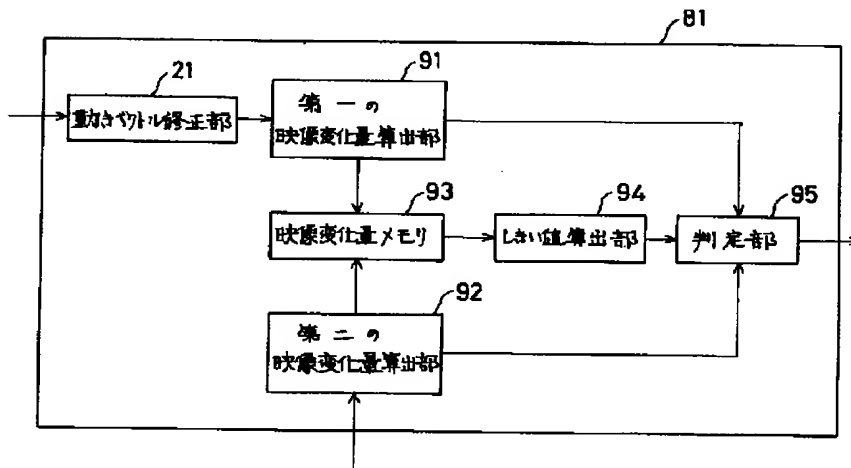 81
21
91
動きベクトル修正部
第一の
映像変化量算出部
93
94
95
映像変化量メモリ
しきい値算出部
判定部
92
第二の
映像変化量算出部